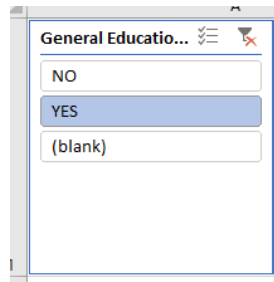 A
General Educatio...
NO
YES
(blank)